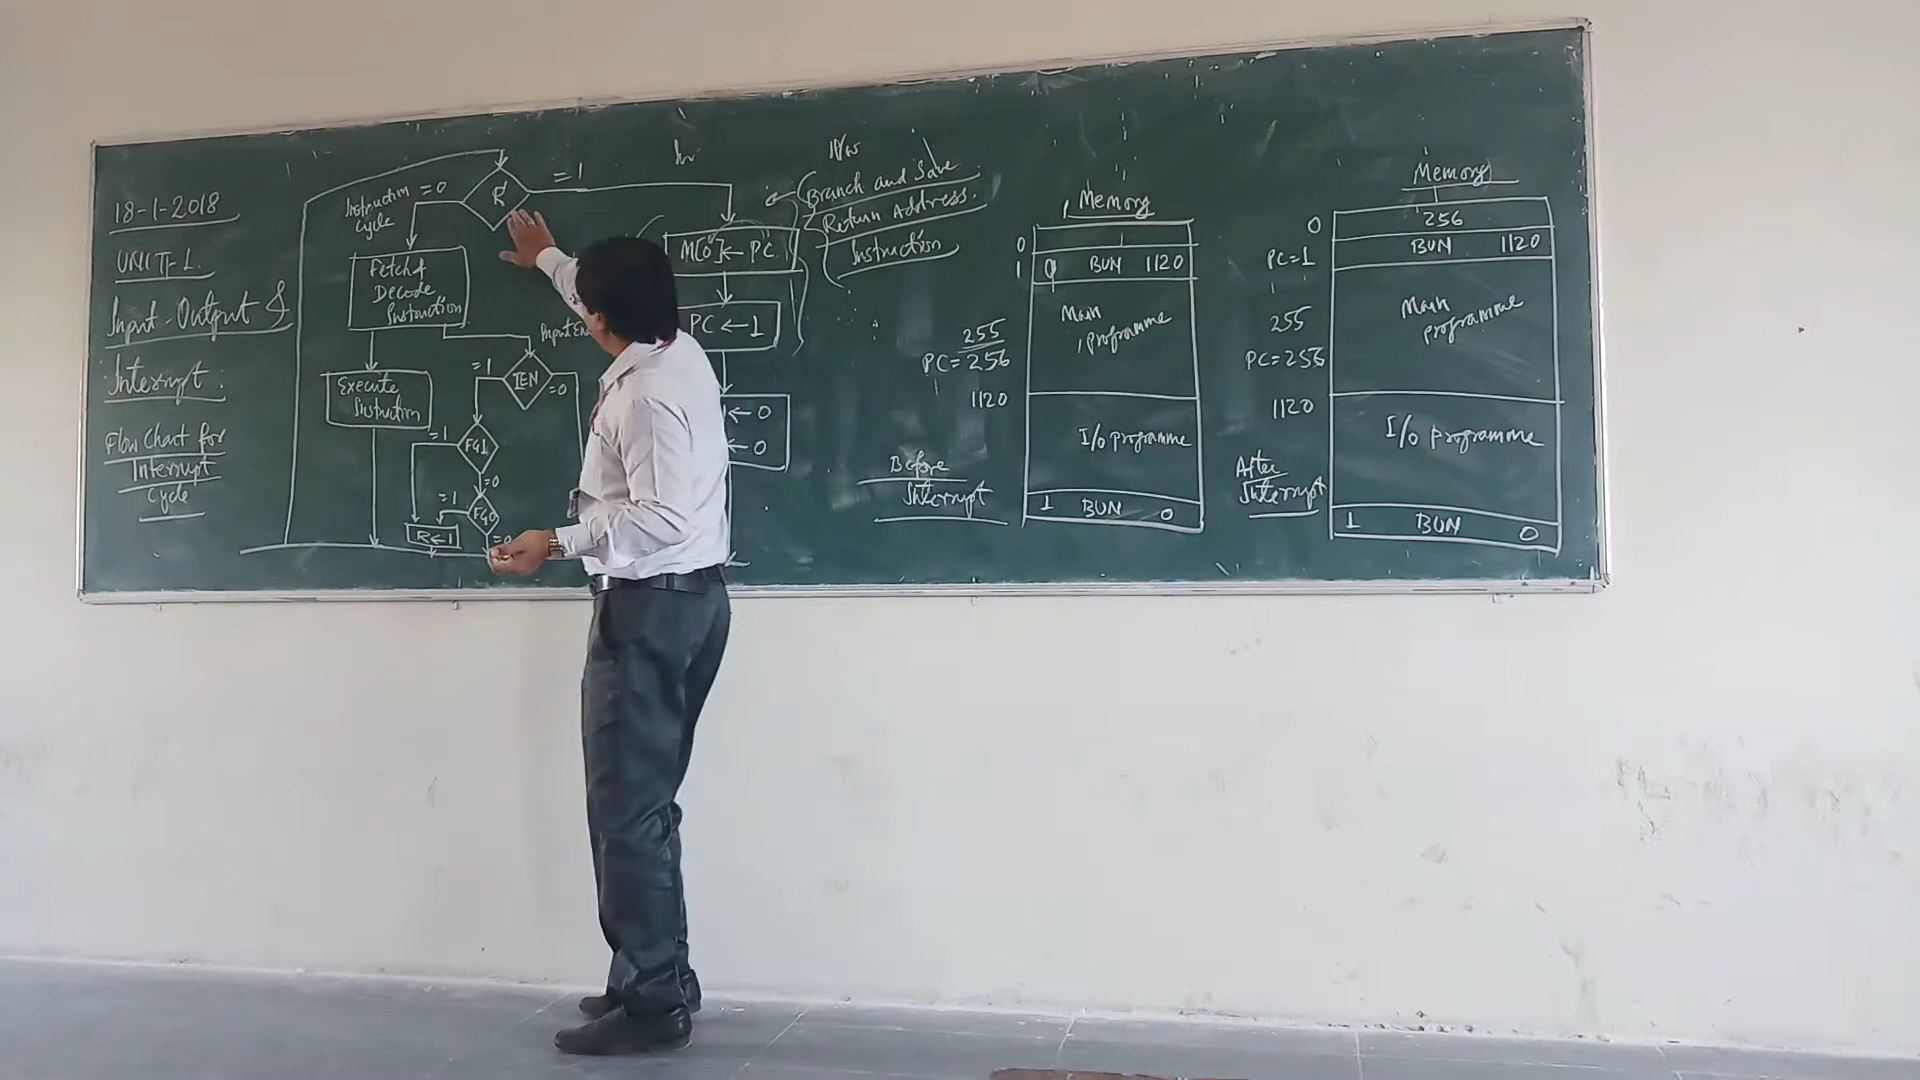 18-1-2018
UNIT-1.
Input-Output &
Interrupt:
Flow Chart for
Interrupt
Cycle
Instruction
Cycle
=0
R
=1
Fetch &
Decode
Instruction
Execute
Instruction
=1
IEN
=0
=1
FGI
=0
=1
FGO
=0
R←1
M[0]←PC
PC←1
←0
←0
Branch and Save
Return Address.
Instruction
Memory
0
1
0 BUN 1120
Main
programme
255
PC=256
1120
I/o programme
Before
Interrupt
1 BUN 0
Memory
0
256
PC=1
BUN 1120
255
Main
programme
PC=256
1120
I/o programme
After
Interrupt
1 BUN 0